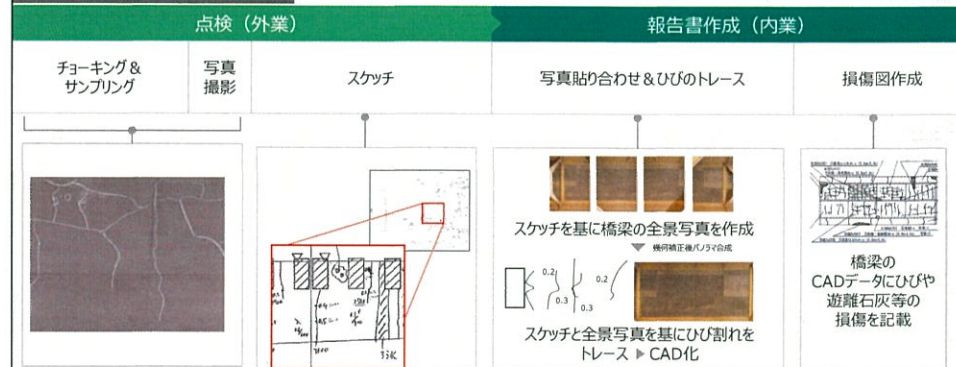 点検（外業）
報告書作成（内業）
チョーキング＆
サンプリング
写真
撮影
スケッチ
写真貼り合わせ＆ひびのトレース
損傷図作成
スケッチを基に橋梁の全景写真を作成
幾何補正後パノラマ合成
0.2
0.3
0.3
0.2
スケッチと全景写真を基にひび割れを
トレース ▶ CAD化
橋梁の
CADデータにひびや
遊離石灰等の
損傷を記載